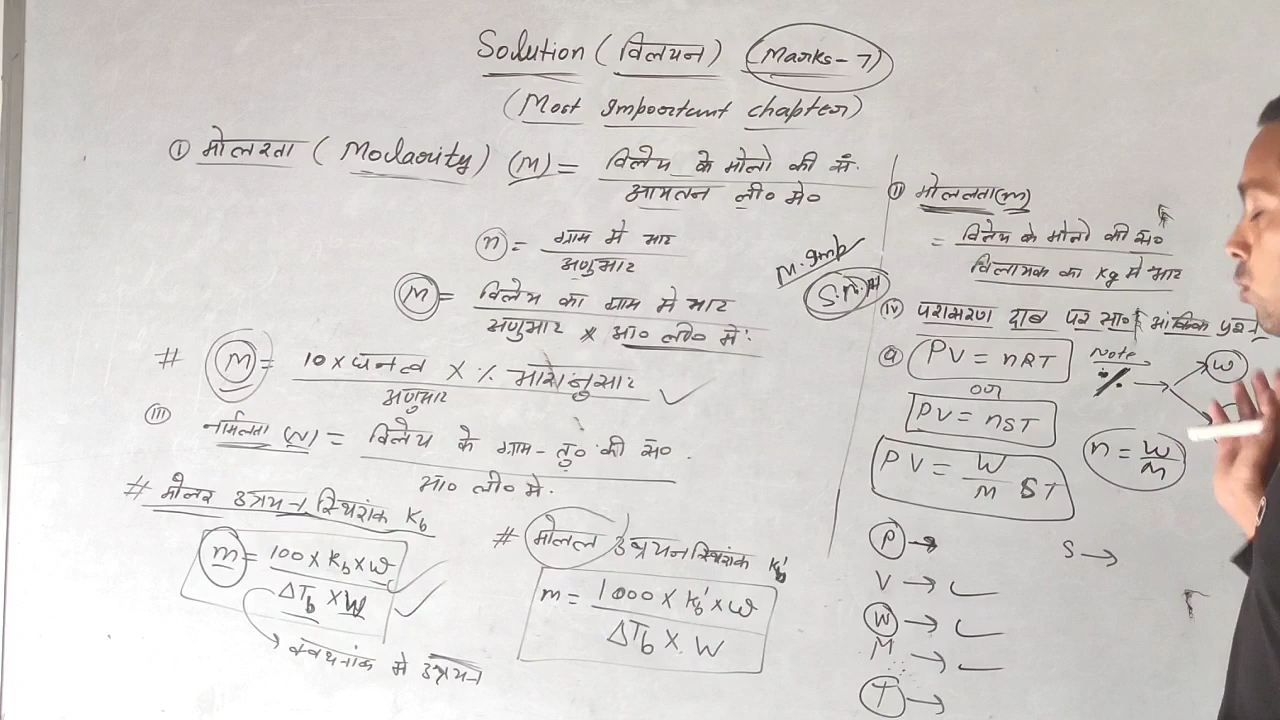 Solution (विलयन) (Marks-7)
(Most Important chapter)
① मोलरता (Molarity) (M) = विलेय के मोलो की सं.
आयतन ली० मे०
n = ग्राम मे भार
अणुभार
M = विलेय का ग्राम मे भार
अणुभार × आ० ली० मे.
# M = 10 × घनत्व × % भारानुसार
अणुभार
(iii) नार्मलता (N) = विलेय के ग्राम-तु० की सं०
आ० ली० मे.
# मोलर उन्नयन स्थिरांक Kb
m = 100 × Kb × w
ΔTb × W
क्वथनांक मे उन्नयन
# मोलल उन्नयन स्थिरांक Kb'
m = 1000 × Kb' × w
ΔTb × W
(ii) मोललता (m)
= विलेय के मोलो की सं०
विलायक का Kg मे भार
M. Imp
(iv) परासरण दाब पर आ०
ⓐ PV = nRT
or
PV = nST
PV = w/m ST
Note
% → w
n = w/m
P →
V →
W →
M →
T →
S →